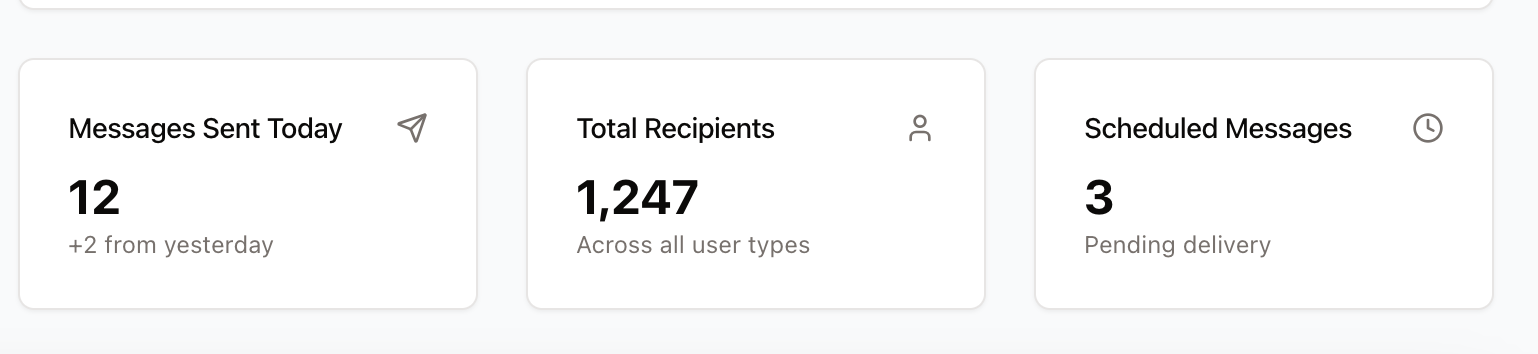 Messages Sent Today
12
+2 from yesterday
Total Recipients
1,247
Across all user types
Scheduled Messages
3
Pending delivery